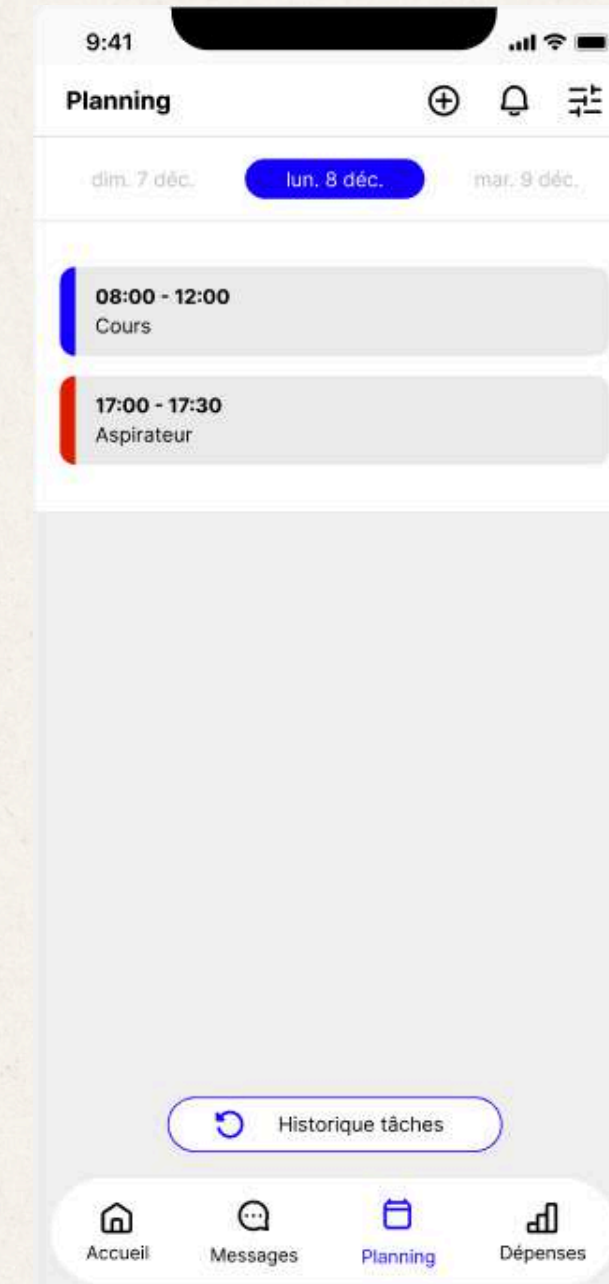 9:41
Planning
dim. 7 déc.
lun. 8 déc.
mar. 9 déc.
08:00 - 12:00
Cours
17:00 - 17:30
Aspirateur
Historique tâches
Accueil
Messages
Planning
Dépenses